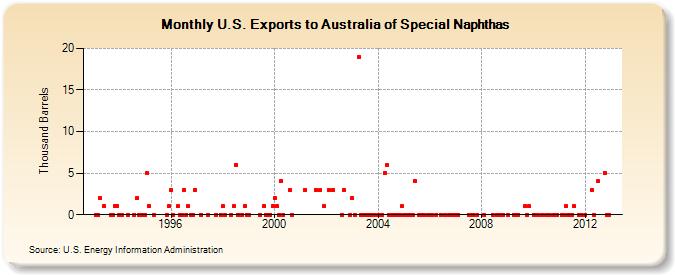 Monthly U.S. Exports to Australia of Special Naphthas
Thousand Barrels
20
15
10
5
0
1996 2000 2004 2008 2012
Source: U.S. Energy Information Administration